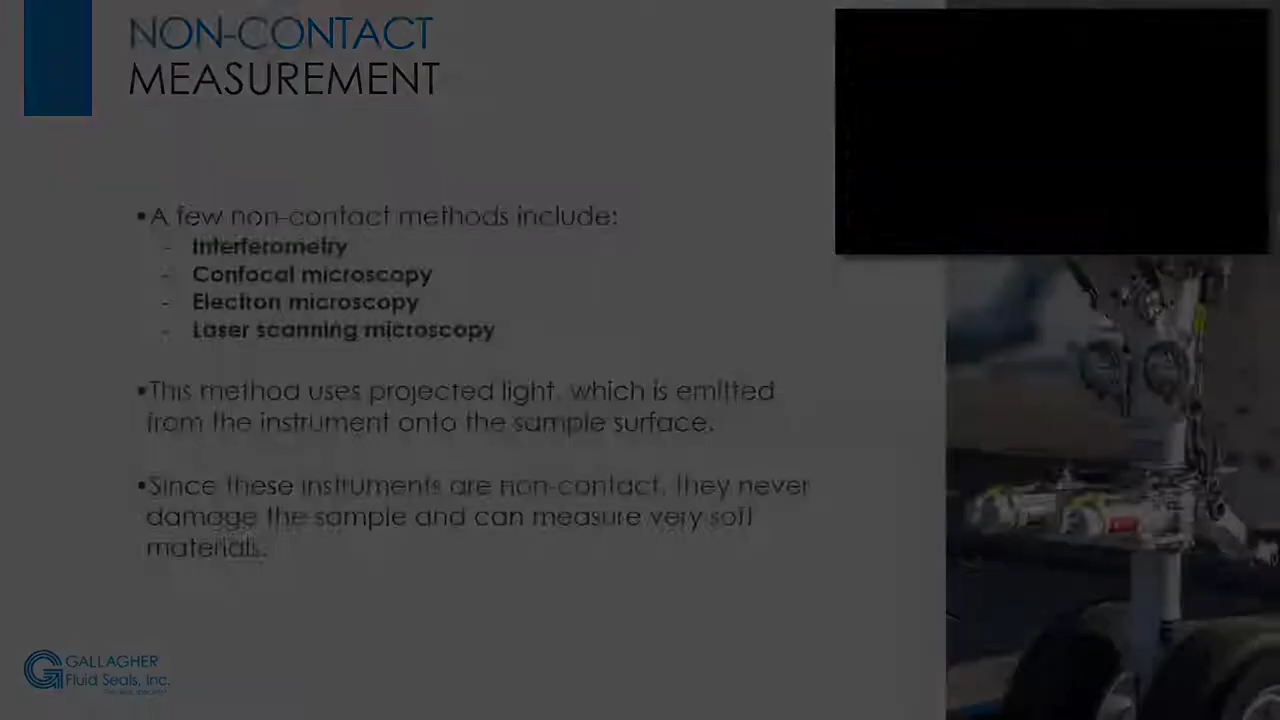 NON-CONTACT
MEASUREMENT
•A few non-contact methods include:
- Interferometry
- Confocal microscopy
- Electron microscopy
- Laser scanning microscopy
•This method uses projected light, which is emitted
from the instrument onto the sample surface.
•Since these instruments are non-contact, they never
damage the sample and can measure very soft
materials.
GALLAGHER
Fluid Seals, Inc.